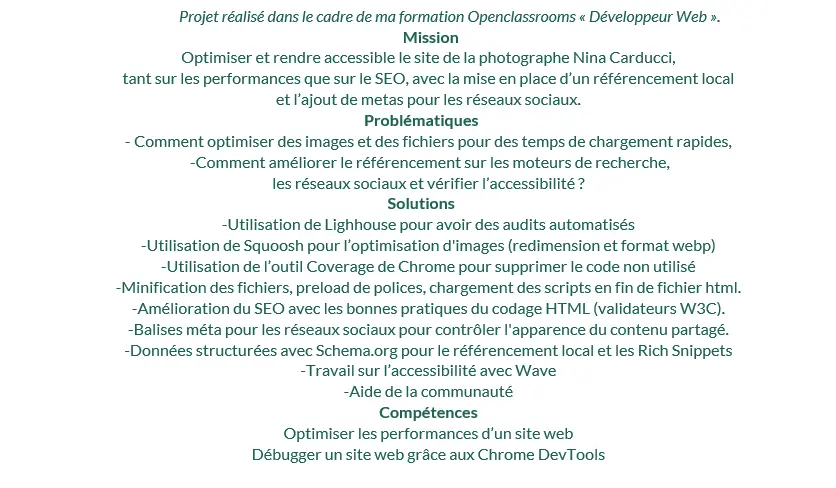 Projet réalisé dans le cadre de ma formation Openclassrooms « Développeur Web ».
Mission
Optimiser et rendre accessible le site de la photographe Nina Carducci,
tant sur les performances que sur le SEO, avec la mise en place d’un référencement local
et l’ajout de metas pour les réseaux sociaux.
Problématiques
- Comment optimiser des images et des fichiers pour des temps de chargement rapides,
-Comment améliorer le référencement sur les moteurs de recherche,
les réseaux sociaux et vérifier l’accessibilité ?
Solutions
-Utilisation de Lighhouse pour avoir des audits automatisés
-Utilisation de Squoosh pour l’optimisation d'images (redimension et format webp)
-Utilisation de l’outil Coverage de Chrome pour supprimer le code non utilisé
-Minification des fichiers, preload de polices, chargement des scripts en fin de fichier html.
-Amélioration du SEO avec les bonnes pratiques du codage HTML (validateurs W3C).
-Balises méta pour les réseaux sociaux pour contrôler l'apparence du contenu partagé.
-Données structurées avec Schema.org pour le référencement local et les Rich Snippets
-Travail sur l’accessibilité avec Wave
-Aide de la communauté
Compétences
Optimiser les performances d’un site web
Débugger un site web grâce aux Chrome DevTools